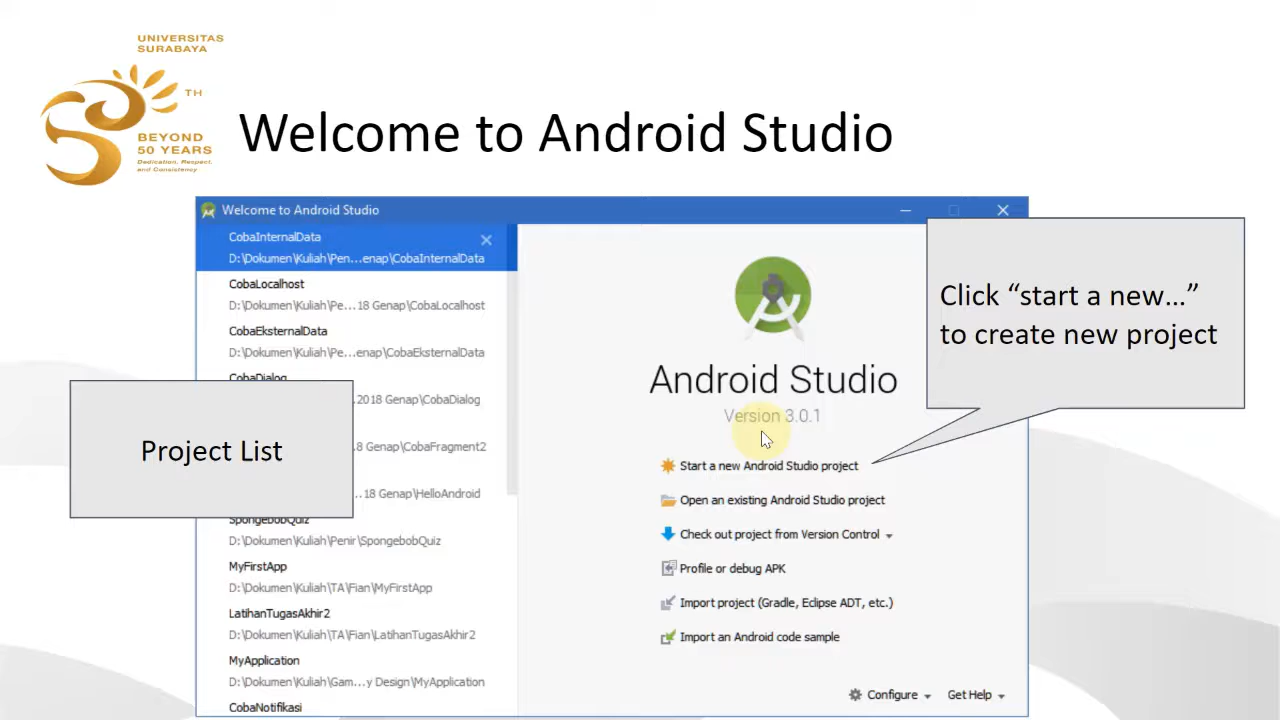 UNIVERSITAS
SURABAYA
TH
BEYOND
50 YEARS
Dedication, Respect,
and Consistency
Welcome to Android Studio
Welcome to Android Studio
CobaInternalData
D:\Dokumen\Kuliah\Pen...enap\CobaInternalData
CobaLocalhost
D:\Dokumen\Kuliah\Pe...18 Genap\CobaLocalhost
CobaEksternalData
D:\Dokumen\Kuliah\Pe...enap\CobaEksternalData
CobaDialog
.2018 Genap\CobaDialog
.8 Genap\CobaFragment2
..18 Genap\HelloAndroid
SpongebobQuiz
D:\Dokumen\Kuliah\Penir\SpongebobQuiz
MyFirstApp
D:\Dokumen\Kuliah\TA\Fian\MyFirstApp
LatihanTugasAkhir2
D:\Dokumen\Kuliah\TA\Fian\LatihanTugasAkhir2
MyApplication
D:\Dokumen\Kuliah\Gam...y Design\MyApplication
CobaNotifikasi
Project List
Android Studio
Version 3.0.1
Start a new Android Studio project
Open an existing Android Studio project
Check out project from Version Control
Profile or debug APK
Import project (Gradle, Eclipse ADT, etc.)
Import an Android code sample
Configure
Get Help
Click “start a new...”
to create new project